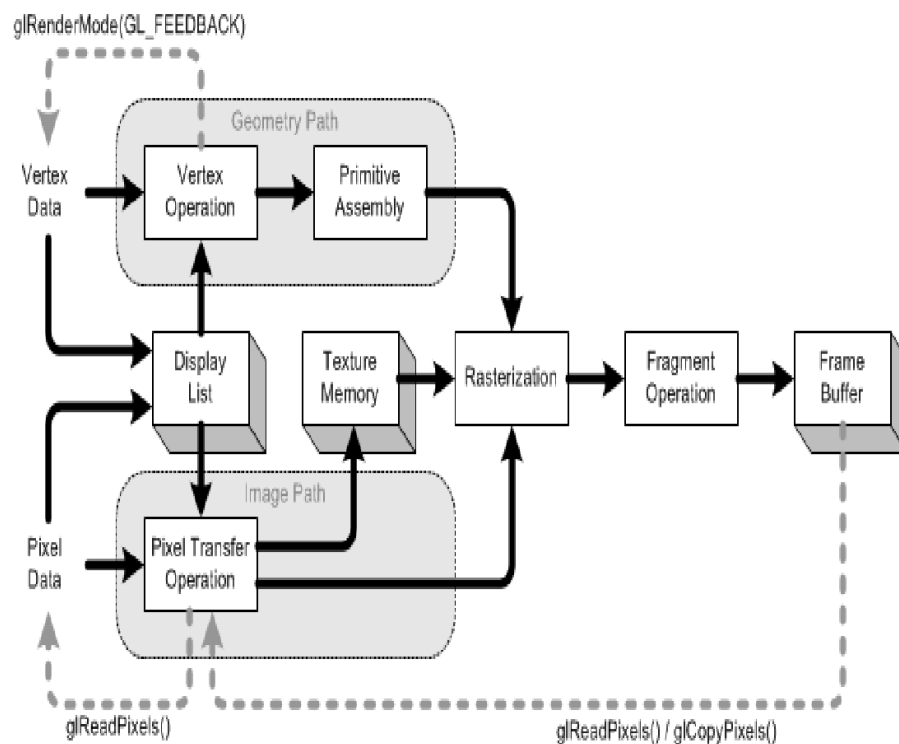 glRenderMode(GL_FEEDBACK)
Geometry Path
Vertex
Data
Vertex
Operation
Primitive
Assembly
Display
List
Texture
Memory
Rasterization
Fragment
Operation
Frame
Buffer
Image Path
Pixel
Data
Pixel Transfer
Operation
glReadPixels()
glReadPixels() / glCopyPixels()